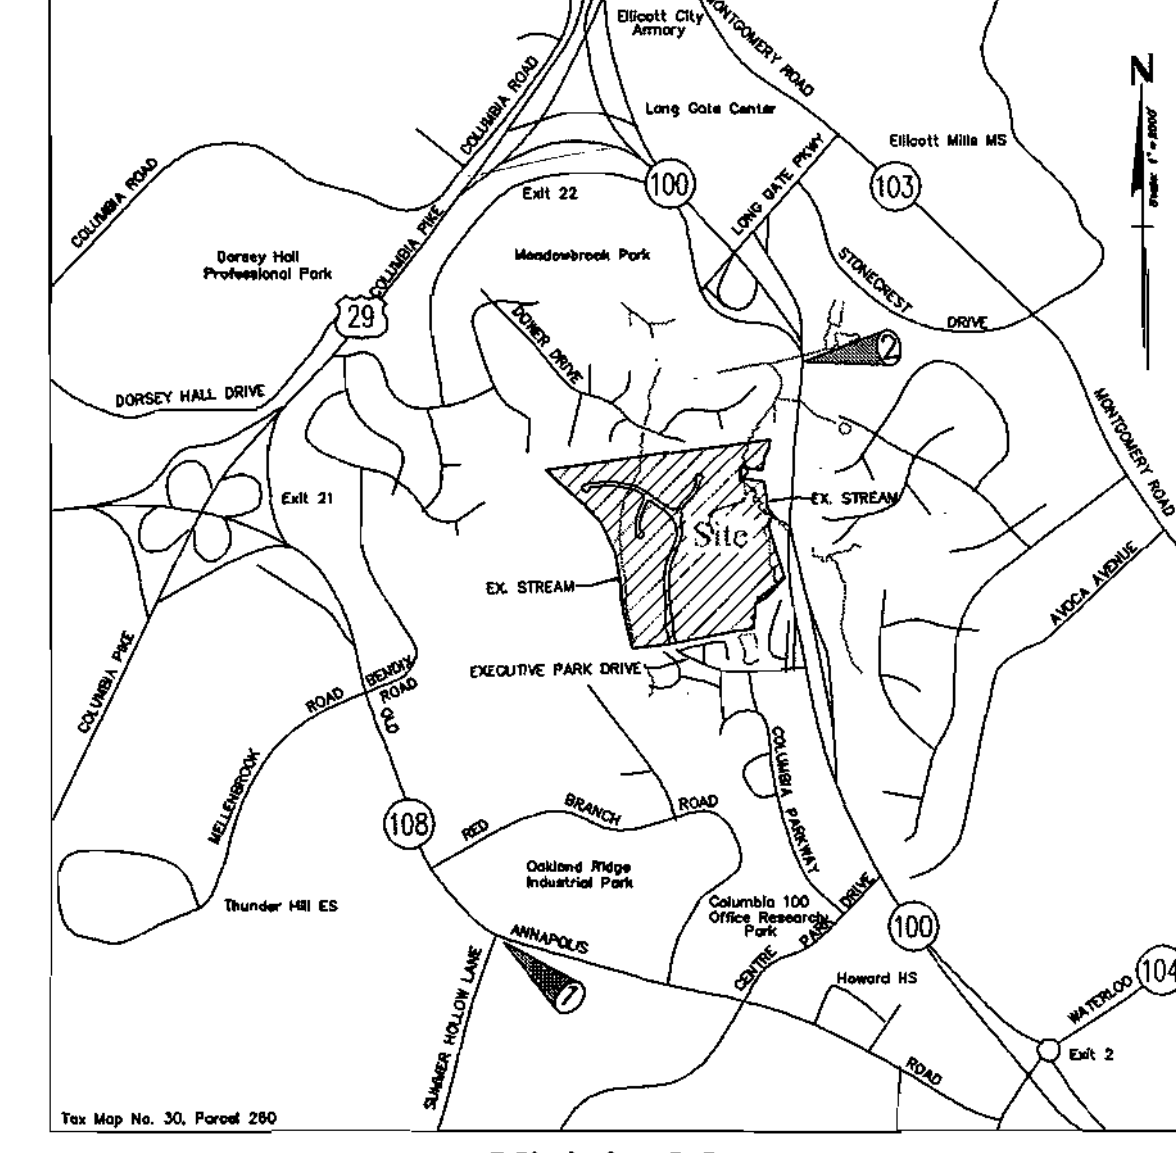 Ellicott City
Armory
MONTGOMERY ROAD
COLUMBIA ROAD
Long Gate Center
N
Scale: 1" = 2000'
Ellicott Mills MS
LONG GATE PKWY
100
103
COLUMBIA ROAD
Exit 22
COLUMBIA PIKE
Dorsey Hall
Professional Park
Meadowbrook Park
STONECREST
DRIVE
29
DOWER DRIVE
2
DORSEY HALL DRIVE
MONTGOMERY ROAD
Exit 21
EX. STREAM
Site
EX. STREAM
AVOCA AVENUE
COLUMBIA PIKE
BENDIX
ROAD
EXECUTIVE PARK DRIVE
ROAD
OLD
MELLENBROOK
COLUMBIA PARKWAY
108
RED
BRANCH
ROAD
Oakland Ridge
Industrial Park
Columbia 100
Office Research
Park
CENTRE PARK DRIVE
Thunder Hill ES
100
ANNAPOLIS
SUMMER HOLLOW LANE
1
Howard HS
WATERLOO
104
Exit 2
ROAD
Tax Map No. 30, Parcel 260